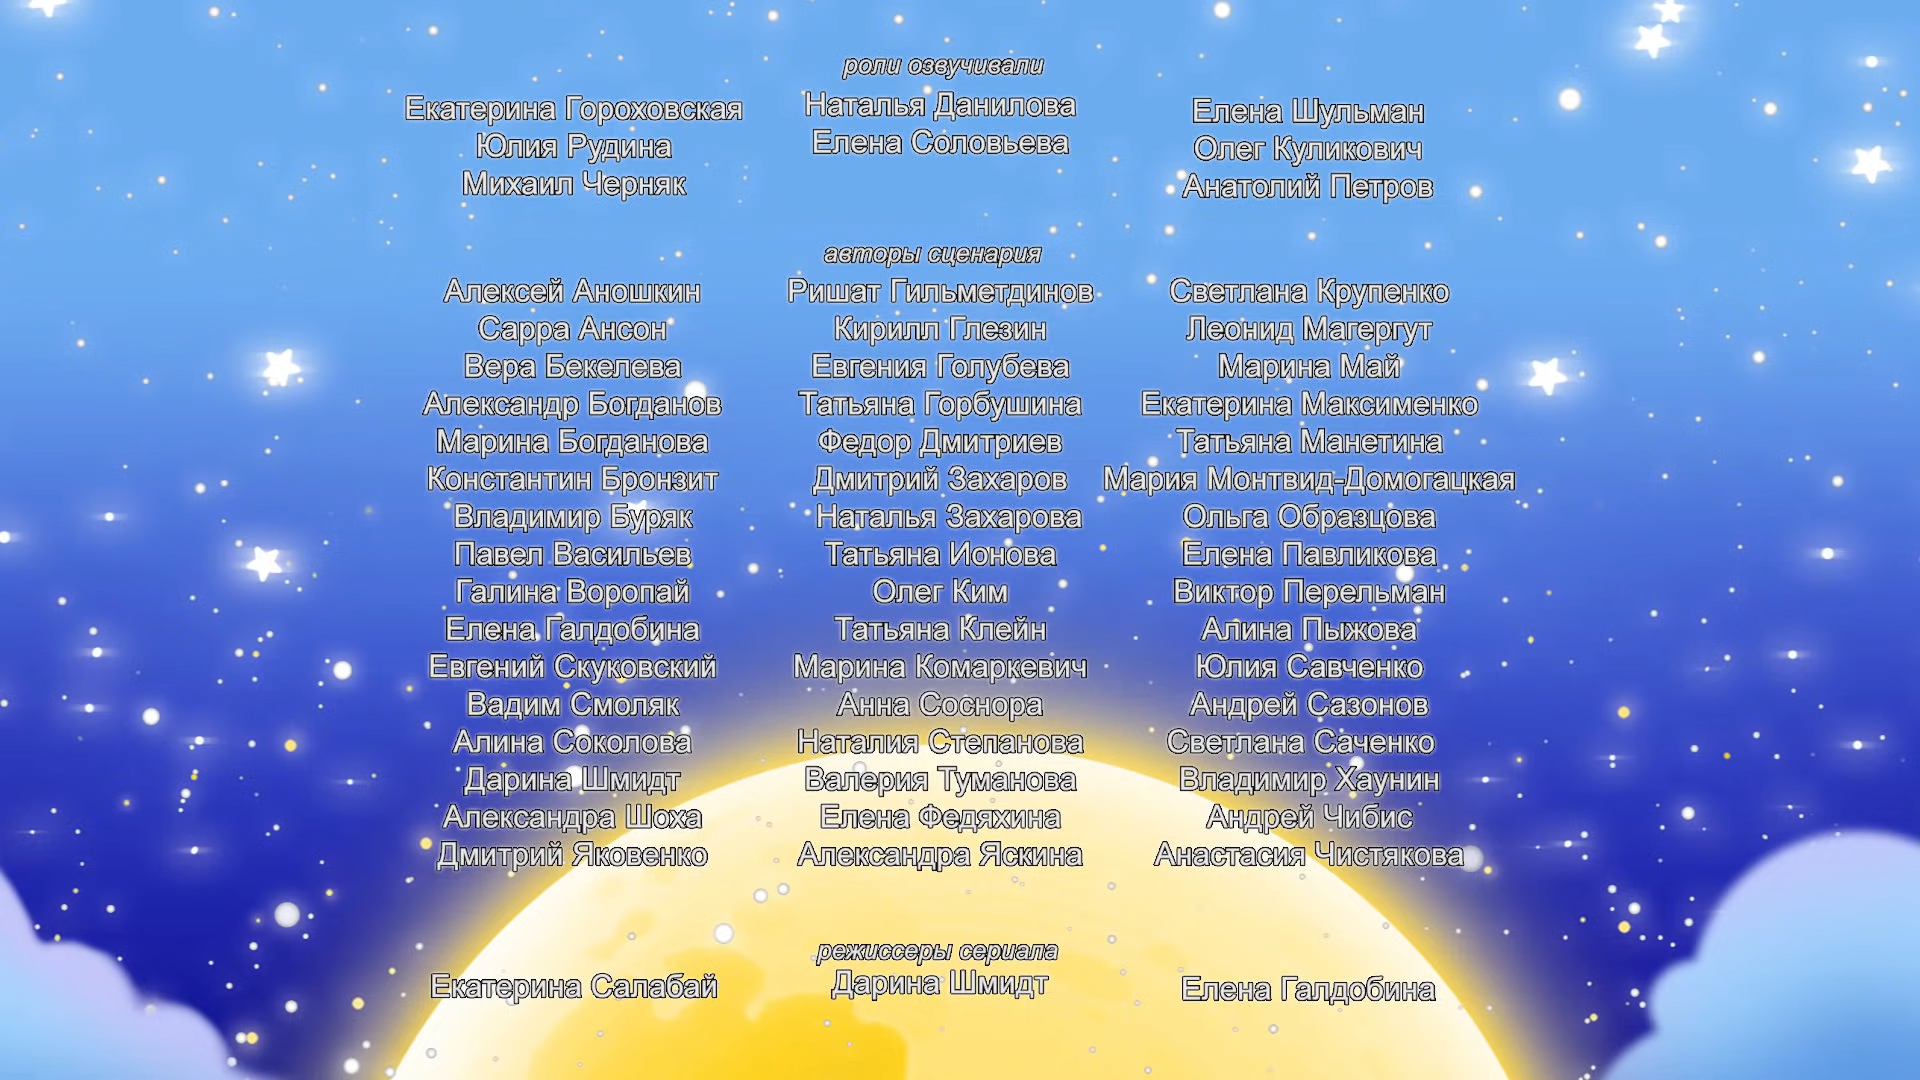 роли озвучивали
Екатерина Гороховская Наталья Данилова Елена Шульман
Юлия Рудина Елена Соловьева Олег Куликович
Михаил Черняк Анатолий Петров
авторы сценария
Алексей Аношкин Ришат Гильметдинов Светлана Крупенко
Сарра Ансон Кирилл Глезин Леонид Магергут
Вера Бекелева Евгения Голубева Марина Май
Александр Богданов Татьяна Горбушина Екатерина Максименко
Марина Богданова Федор Дмитриев Татьяна Манетина
Константин Бронзит Дмитрий Захаров Мария Монтвид-Домогацкая
Владимир Буряк Наталья Захарова Ольга Образцова
Павел Васильев Татьяна Ионова Елена Павликова
Галина Воропай Олег Ким Виктор Перельман
Елена Галдобина Татьяна Клейн Алина Пыжова
Евгений Скуковский Марина Комаркевич Юлия Савченко
Вадим Смоляк Анна Соснора Андрей Сазонов
Алина Соколова Наталия Степанова Светлана Саченко
Дарина Шмидт Валерия Туманова Владимир Хаунин
Александра Шоха Елена Федяхина Андрей Чибис
Дмитрий Яковенко Александра Яскина Анастасия Чистякова
режиссеры сериала
Екатерина Салабай Дарина Шмидт Елена Галдобина